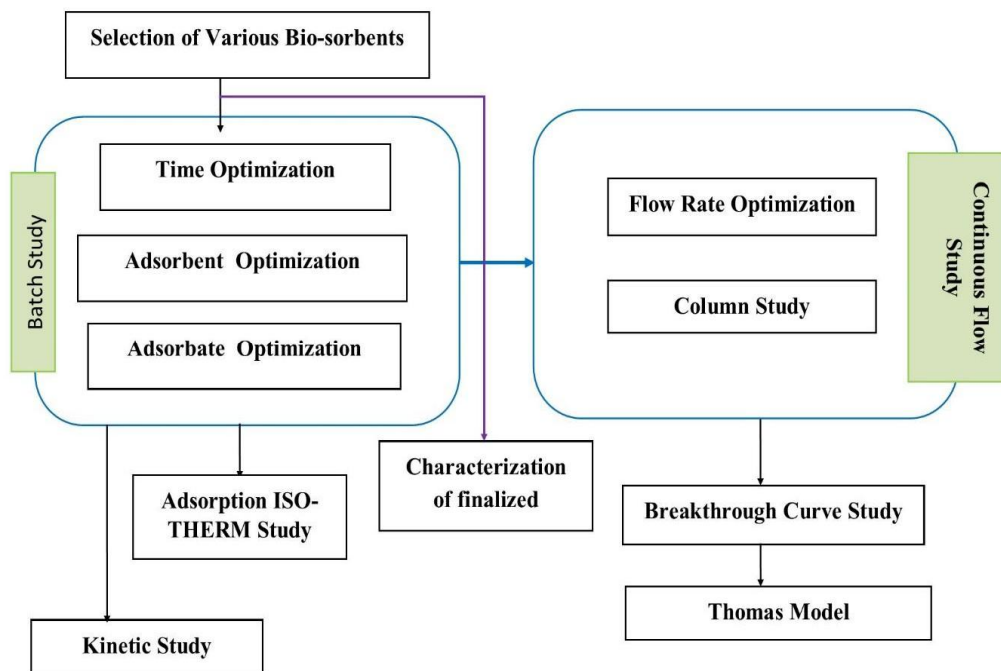 Selection of Various Bio-sorbents
Batch Study
Time Optimization
Adsorbent Optimization
Adsorbate Optimization
Flow Rate Optimization
Column Study
Continuous Flow
Study
Adsorption ISO-
THERM Study
Characterization
of finalized
Kinetic Study
Breakthrough Curve Study
Thomas Model